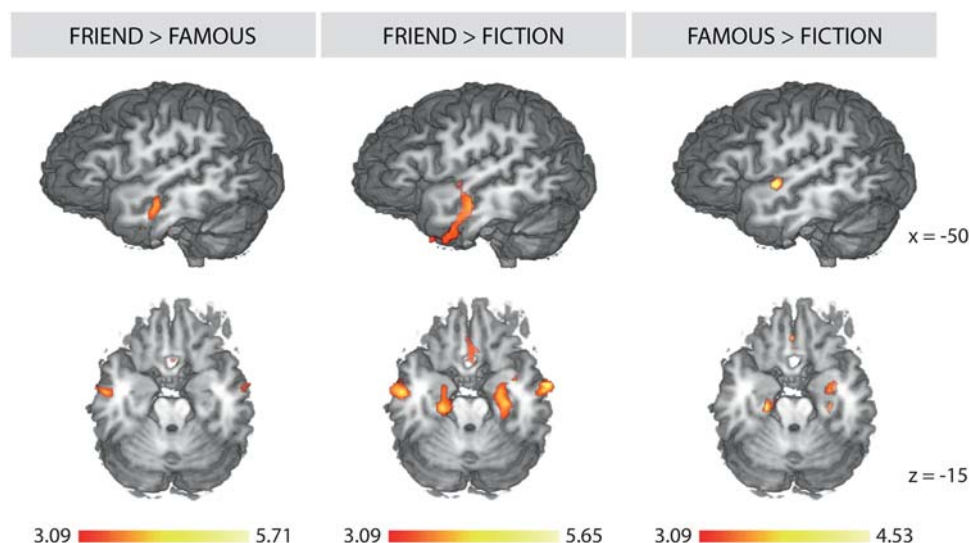 FRIEND > FAMOUS
FRIEND > FICTION
FAMOUS > FICTION
x = -50
z = -15
3.09 5.71
3.09 5.65
3.09 4.53